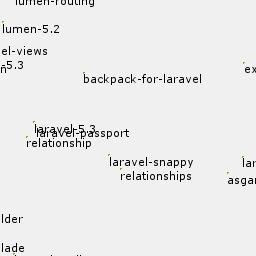 lumen-routing
lumen-5.2
el-views
-5.3
n
ex
backpack-for-laravel
laravel-5.3
laravel-passport
relationship
laravel-snappy
lar
relationships
asgar
lder
lade